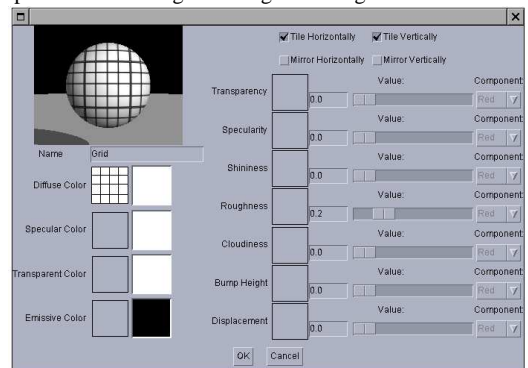 Tile Horizontally Tile Vertically
Mirror Horizontally Mirror Vertically
Name Grid
Diffuse Color
Specular Color
Transparent Color
Emissive Color
Value: Component:
Transparency 0.0 Red
Value: Component:
Specularity 0.0 Red
Value: Component:
Shininess 0.0 Red
Value: Component:
Roughness 0.2 Red
Value: Component:
Cloudiness 0.0 Red
Value: Component:
Bump Height 0.0 Red
Value: Component:
Displacement 0.0 Red
OK Cancel